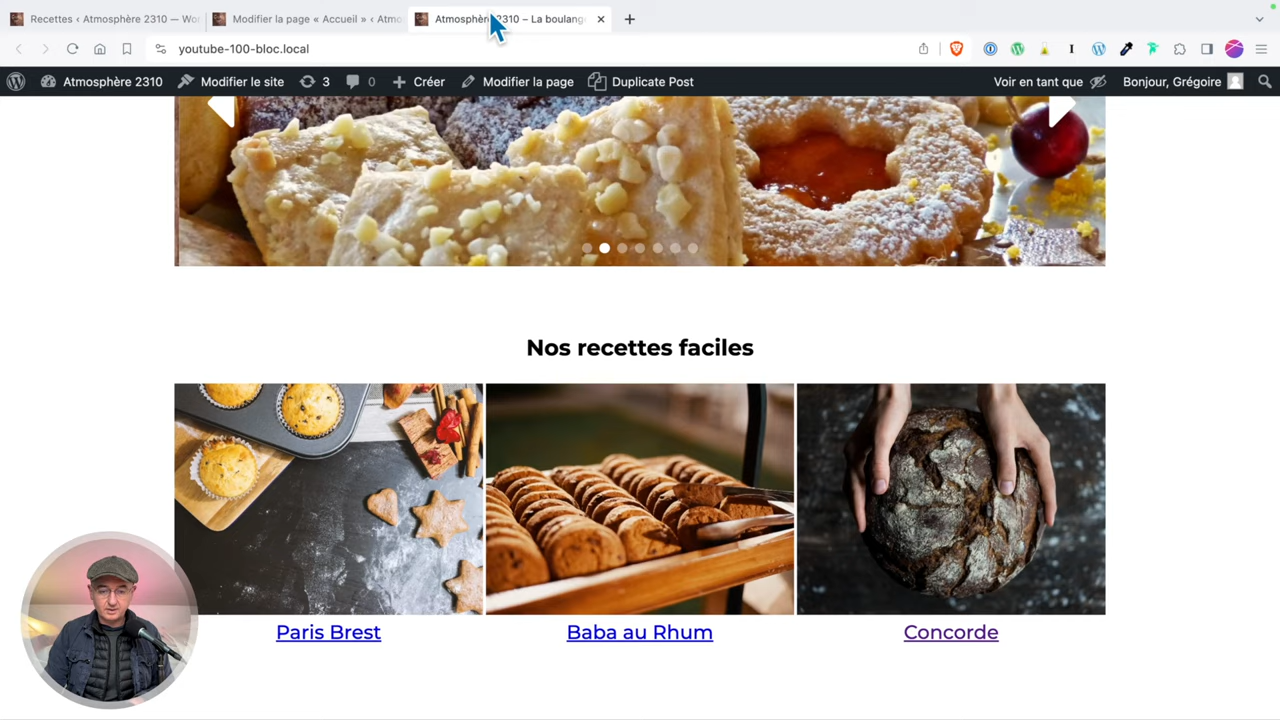 Recettes ‹ Atmosphère 2310 — Wo
Modifier la page « Accueil » ‹ Atmo
Atmosphère 2310 – La boulang
youtube-100-bloc.local
Atmosphère 2310
Modifier le site
3
0
Créer
Modifier la page
Duplicate Post
Voir en tant que
Bonjour, Grégoire
Nos recettes faciles
Paris Brest
Baba au Rhum
Concorde